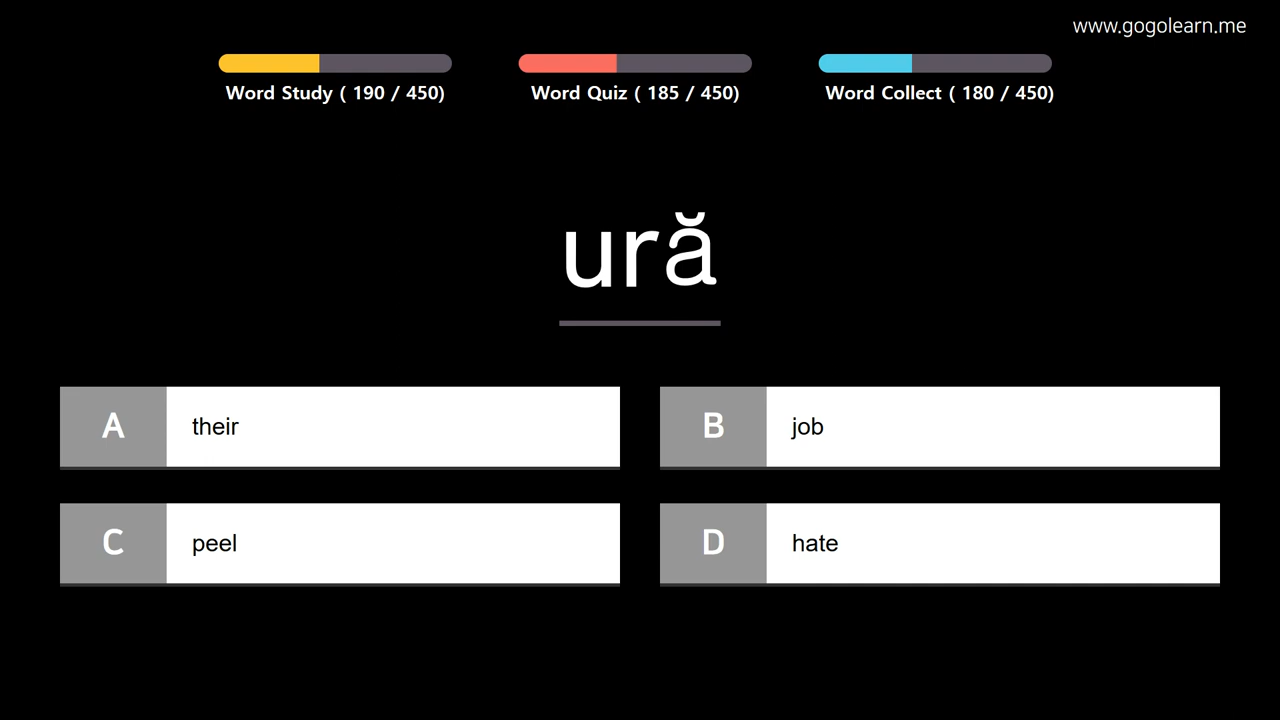 www.gogolearn.me
Word Study ( 190 / 450)
Word Quiz ( 185 / 450)
Word Collect ( 180 / 450)
ură
A their
B job
C peel
D hate